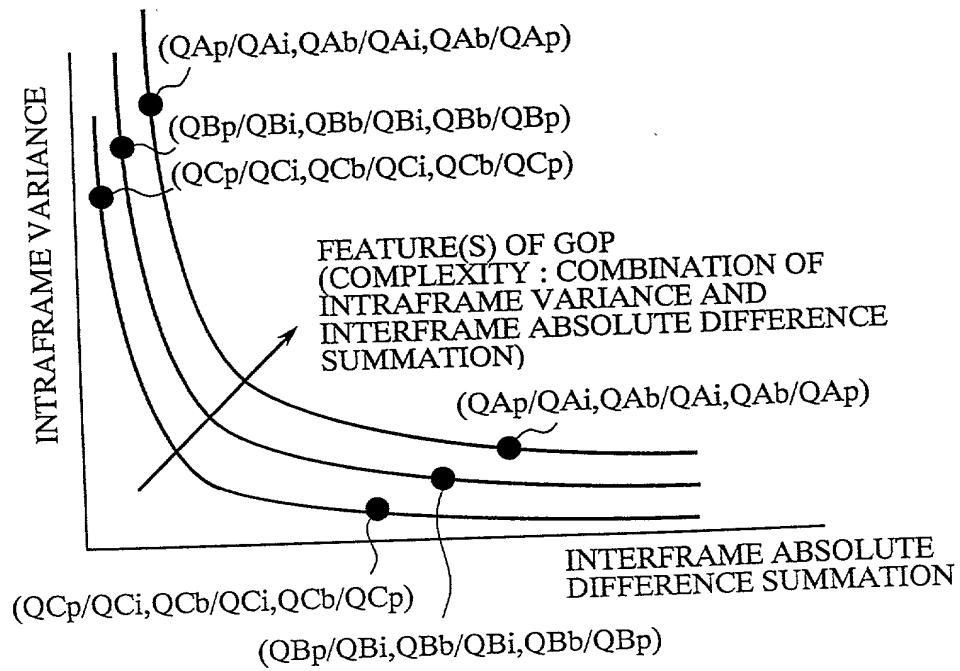 (QAp/QAi,QAb/QAi,QAb/QAp)
(QBp/QBi,QBb/QBi,QBb/QBp)
(QCp/QCi,QCb/QCi,QCb/QCp)
INTRAFRAME VARIANCE
FEATURE(S) OF GOP
(COMPLEXITY : COMBINATION OF
INTRAFRAME VARIANCE AND
INTERFRAME ABSOLUTE DIFFERENCE
SUMMATION)
(QAp/QAi,QAb/QAi,QAb/QAp)
INTERFRAME ABSOLUTE
DIFFERENCE SUMMATION
(QCp/QCi,QCb/QCi,QCb/QCp)
(QBp/QBi,QBb/QBi,QBb/QBp)